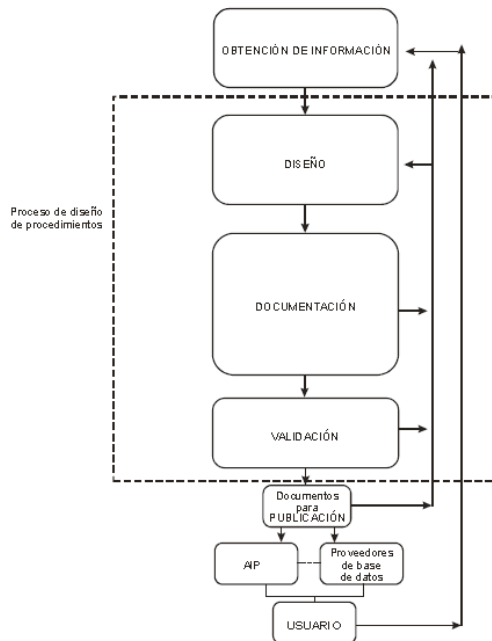 OBTENCIÓN DE INFORMACIÓN
DISEÑO
Proceso de diseño
de procedimientos
DOCUMENTACIÓN
VALIDACIÓN
Documentos
para
PUBLICACIÓN
AIP
Proveedores
de base
de datos
USUARIO